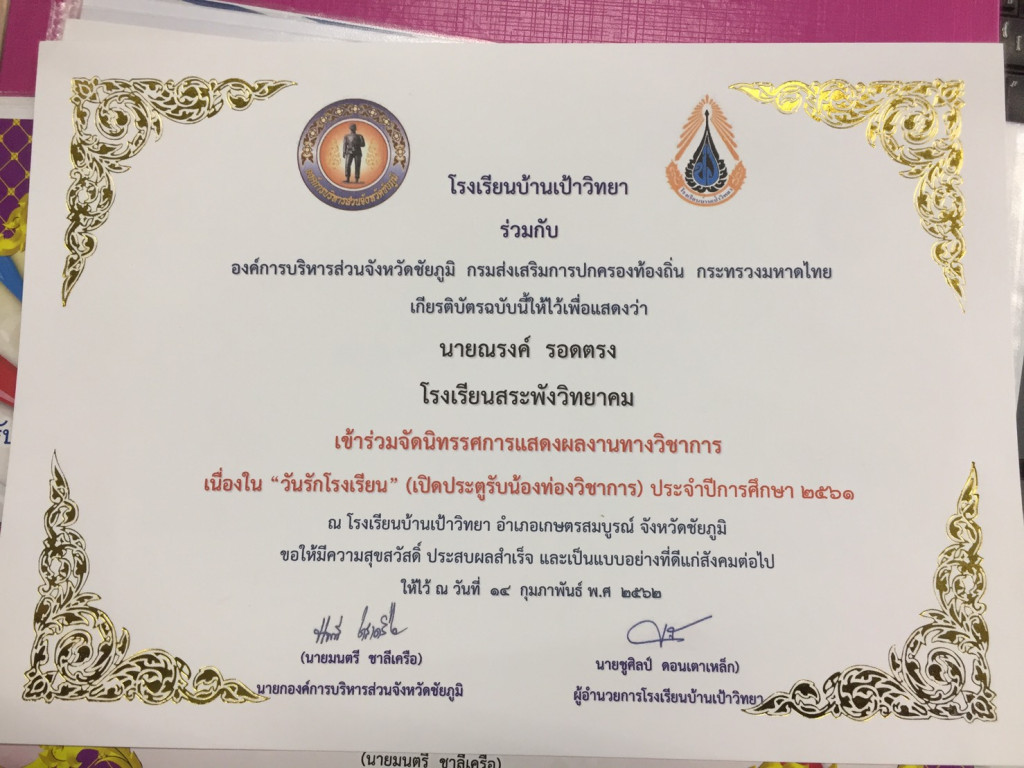 โรงเรียนบ้านเป้าวิทยา
ร่วมกับ
องค์การบริหารส่วนจังหวัดชัยภูมิ กรมส่งเสริมการปกครองท้องถิ่น กระทรวงมหาดไทย
เกียรติบัตรฉบับนี้ให้ไว้เพื่อแสดงว่า
นายณรงค์ รอดตรง
โรงเรียนสระพังวิทยาคม
เข้าร่วมจัดนิทรรศการแสดงผลงานทางวิชาการ
เนื่องใน “วันรักโรงเรียน” (เปิดประตูรับน้องท่องวิชาการ) ประจำปีการศึกษา ๒๕๖๑
ณ โรงเรียนบ้านเป้าวิทยา อำเภอเกษตรสมบูรณ์ จังหวัดชัยภูมิ
ขอให้มีความสุขสวัสดิ์ ประสบผลสำเร็จ และเป็นแบบอย่างที่ดีแก่สังคมต่อไป
ให้ไว้ ณ วันที่ ๑๔ กุมภาพันธ์ พ.ศ ๒๕๖๒
(นายมนตรี ชาลีเครือ)
นายกองค์การบริหารส่วนจังหวัดชัยภูมิ
นายชูศิลป์ ดอนเตาเหล็ก)
ผู้อำนวยการโรงเรียนบ้านเป้าวิทยา
(นายมนตรี ชาลีเครือ)